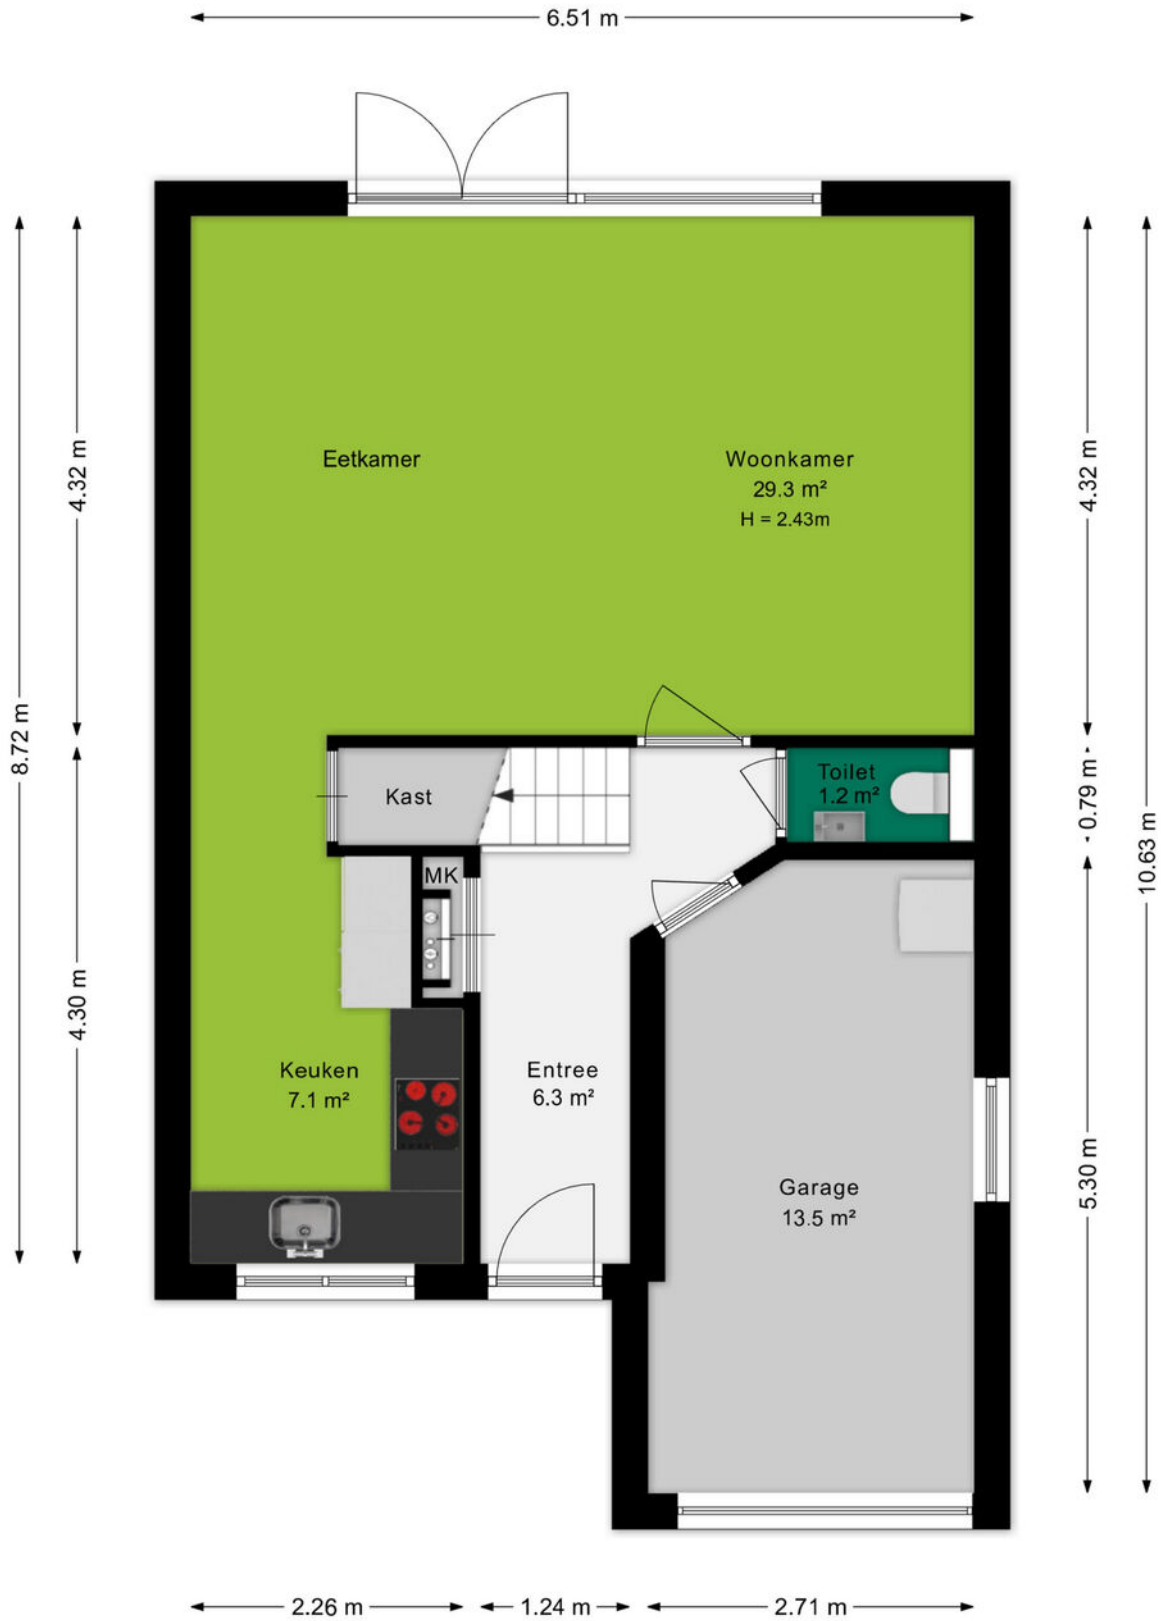 6.51 m
Eetkamer
Woonkamer
29.3 m²
H = 2.43m
4.32 m
4.32 m
8.72 m
Kast
Toilet
1.2 m²
0.79 m
10.63 m
MK
4.30 m
Keuken
7.1 m²
Entree
6.3 m²
Garage
13.5 m²
5.30 m
2.26 m
1.24 m
2.71 m